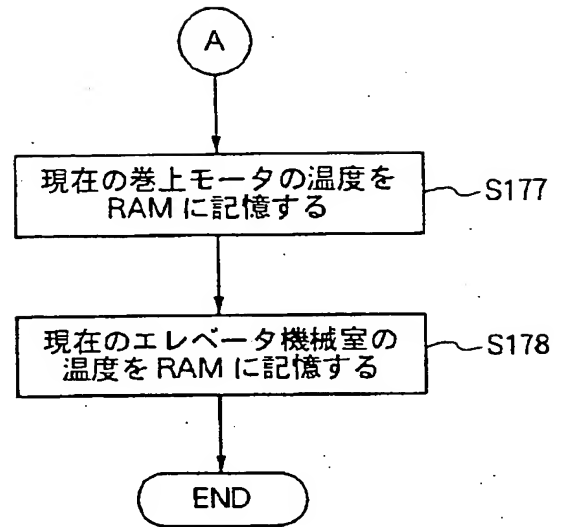 A
現在の巻上モータの温度を
RAM に記憶する
S177
現在のエレベータ機械室の
温度を RAM に記憶する
S178
END